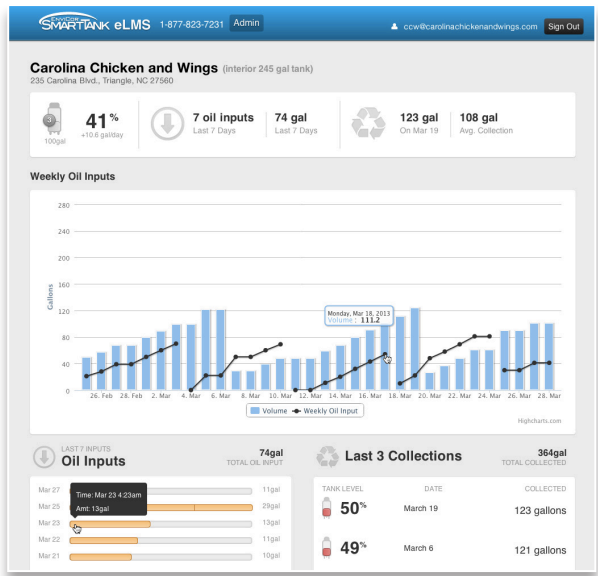 ENVICOR
SMARTTANK eLMS 1-877-823-7231 Admin ccw@carolinachickenandwings.com Sign Out
Carolina Chicken and Wings (interior 245 gal tank)
235 Carolina Blvd., Triangle, NC 27560
3
100gal
41%
+10.6 gal/day
7 oil inputs
Last 7 Days
74 gal
Last 7 Days
123 gal
On Mar 19
108 gal
Avg. Collection
Weekly Oil Inputs
280
240
200
160
120
80
40
0
Gallons
Monday, Mar 18, 2013
Volume : 111.2
26. Feb 28. Feb 2. Mar 4. Mar 6. Mar 8. Mar 10. Mar 12. Mar 14. Mar 16. Mar 18. Mar 20. Mar 22. Mar 24. Mar 26. Mar 28. Mar
Volume Weekly Oil Input
Highcharts.com
LAST 7 INPUTS
Oil Inputs
74gal
TOTAL OIL INPUT
Mar 27 11gal
Mar 25 29gal
Mar 23 13gal
Mar 22 11gal
Mar 21 10gal
Time: Mar 23 4:23am
Amt: 13gal
Last 3 Collections
364gal
TOTAL COLLECTED
TANK LEVEL DATE COLLECTED
50% March 19 123 gallons
49% March 6 121 gallons